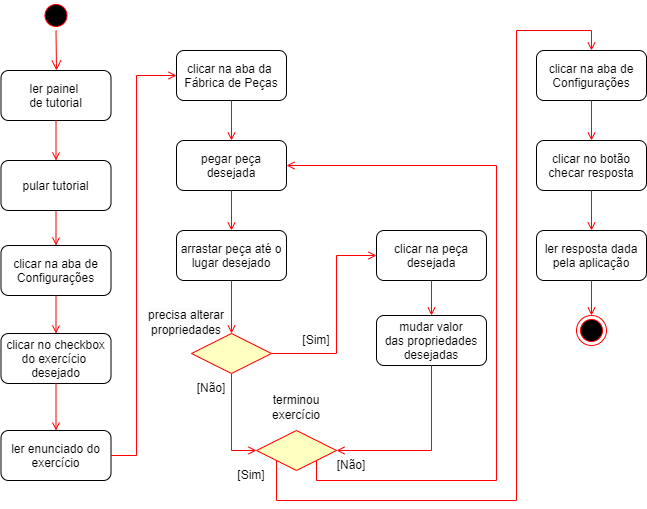 ler painel
de tutorial
pular tutorial
clicar na aba de
Configurações
clicar no checkbox
do exercício
desejado
ler enunciado do
exercício
clicar na aba da
Fábrica de Peças
pegar peça
desejada
arrastar peça até o
lugar desejado
precisa alterar
propriedades
[Sim]
[Não]
clicar na peça
desejada
mudar valor
das propriedades
desejadas
terminou
exercício
[Não]
[Sim]
clicar na aba de
Configurações
clicar no botão
checar resposta
ler resposta dada
pela aplicação